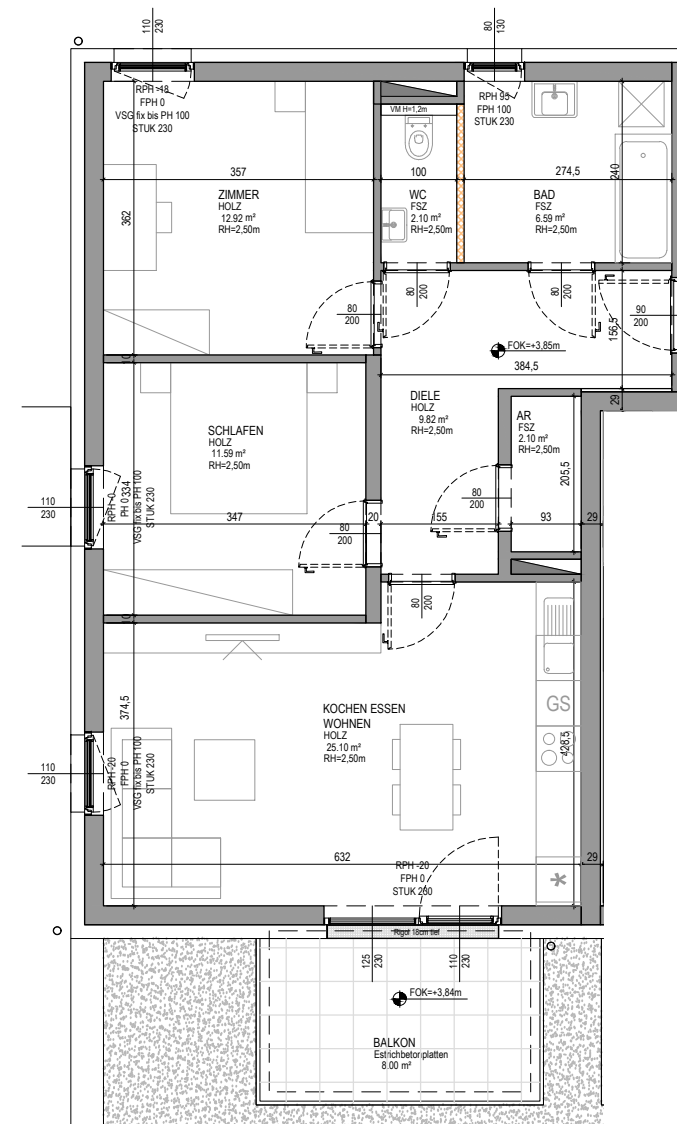 110
230
80
130
RPH -18
FPH 0
VSG fix bis PH 100
STUK 230
VM H=1,2m
RPH 95
FPH 100
STUK 230
357
100
274,5
240
362
ZIMMER
HOLZ
12.92 m²
RH=2,50m
WC
FSZ
2.10 m²
RH=2,50m
BAD
FSZ
6.59 m²
RH=2,50m
80
200
80
200
80
200
90
200
156,5
FOK=+3,85m
384,5
10
29
DIELE
HOLZ
9.82 m²
RH=2,50m
AR
FSZ
2.10 m²
RH=2,50m
SCHLAFEN
HOLZ
11.59 m²
RH=2,50m
205,5
110
230
RPH -0
PH 0
334
VSG fix bis PH 100
STUK 230
80
200
347
20
155
93
29
80
200
80
200
10
374,5
KOCHEN ESSEN
WOHNEN
HOLZ
25.10 m²
RH=2,50m
GS
428,5
110
230
RPH -20
FPH 0
VSG fix bis PH 100
STUK 230
632
29
RPH -20
FPH 0
STUK 230
*
Rigol 18cm tief
125
230
110
230
FOK=+3,84m
BALKON
Estrichbetonplatten
8.00 m²